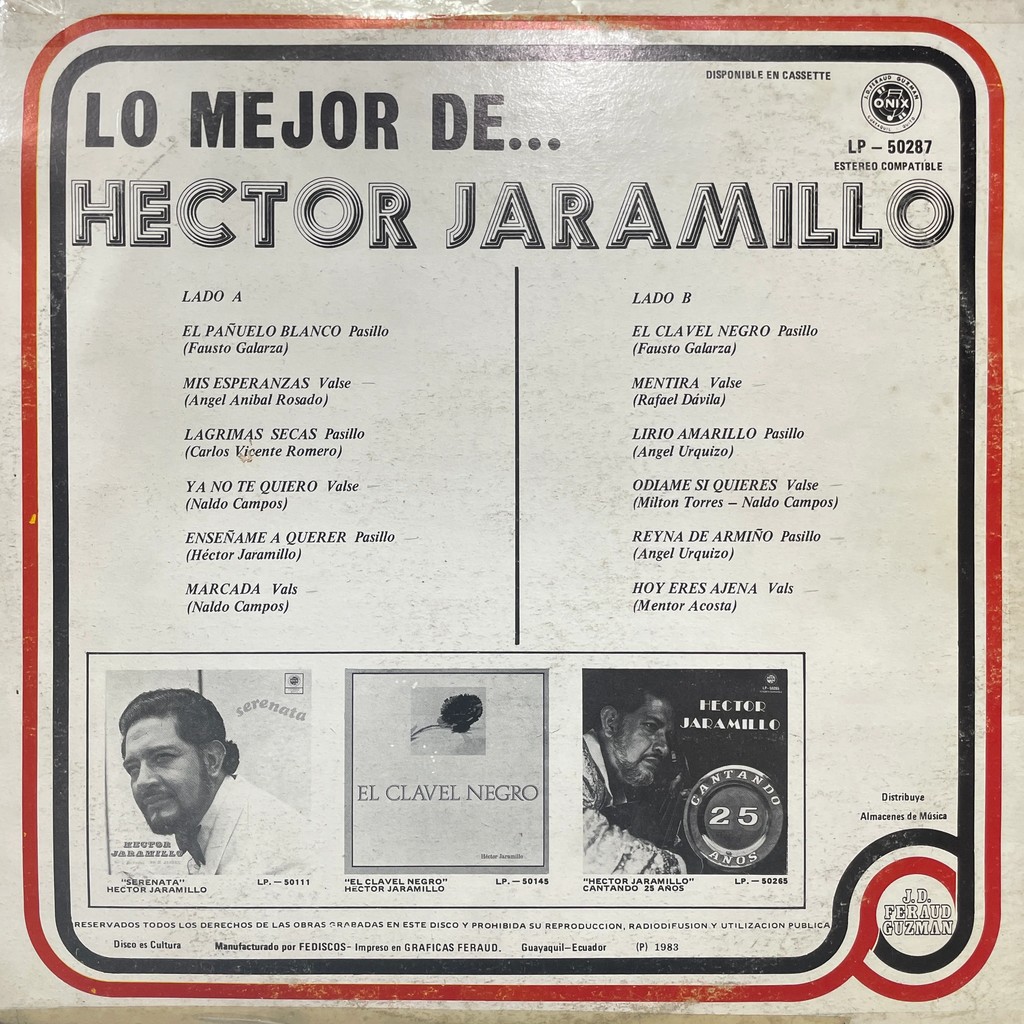 DISPONIBLE EN CASSETTE
J.D. FERAUD GUZMAN
ONIX
GUAYAQUIL
LP – 50287
ESTEREO COMPATIBLE
LO MEJOR DE...
HECTOR JARAMILLO
LADO A
EL PAÑUELO BLANCO Pasillo
(Fausto Galarza)
MIS ESPERANZAS Valse
(Angel Anibal Rosado)
LAGRIMAS SECAS Pasillo
(Carlos Vicente Romero)
YA NO TE QUIERO Valse
(Naldo Campos)
ENSEÑAME A QUERER Pasillo
(Héctor Jaramillo)
MARCADA Vals
(Naldo Campos)
LADO B
EL CLAVEL NEGRO Pasillo
(Fausto Galarza)
MENTIRA Valse
(Rafael Dávila)
LIRIO AMARILLO Pasillo
(Angel Urquizo)
ODIAME SI QUIERES Valse
(Milton Torres – Naldo Campos)
REYNA DE ARMIÑO Pasillo
(Angel Urquizo)
HOY ERES AJENA Vals
(Mentor Acosta)
serenata
HECTOR
JARAMILLO
"SERENATA" LP. – 50111
HECTOR JARAMILLO
EL CLAVEL NEGRO
Héctor Jaramillo
"EL CLAVEL NEGRO" LP. – 50145
HECTOR JARAMILLO
HECTOR
JARAMILLO
CANTANDO
25
AÑOS
"HECTOR JARAMILLO" LP. – 50265
CANTANDO 25 AÑOS
Distribuye
Almacenes de Música
J.D.
FERAUD
GUZMAN
RESERVADOS TODOS LOS DERECHOS DE LAS OBRAS GRABADAS EN ESTE DISCO Y PROHIBIDA SU REPRODUCCION, RADIODIFUSION Y UTILIZACION PUBLICA
Disco es Cultura Manufacturado por FEDISCOS– Impreso en GRAFICAS FERAUD. Guayaquil–Ecuador (P) 1983